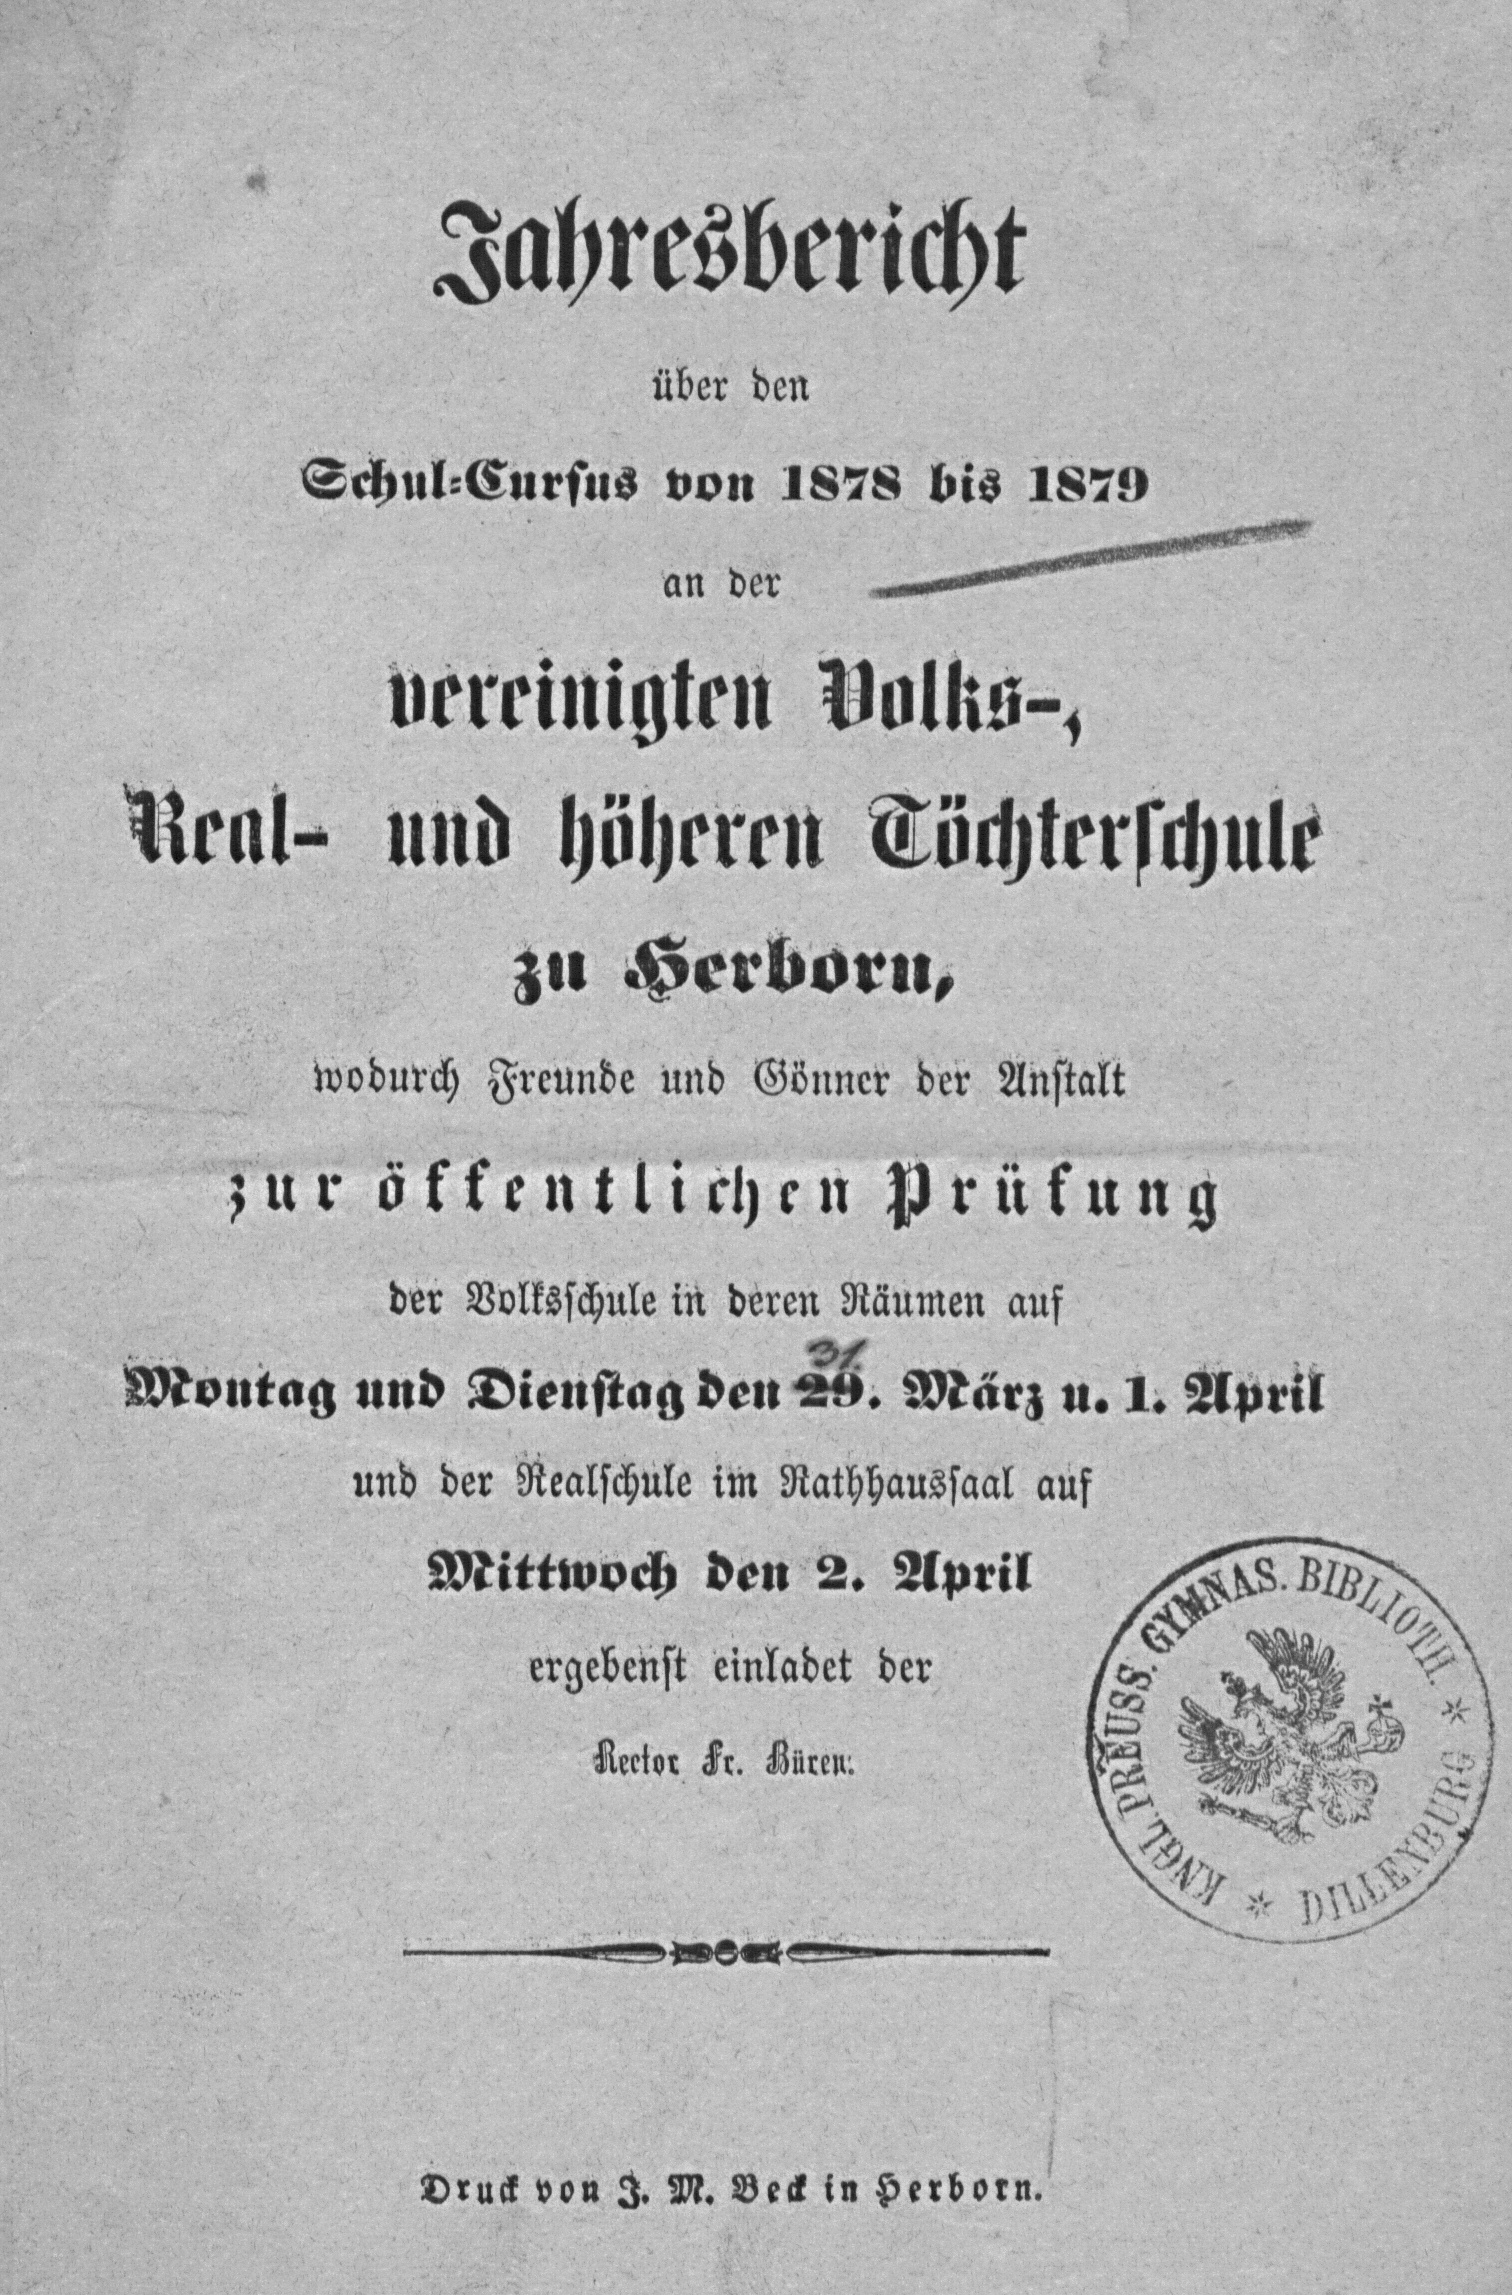 Jahresbericht
über den
Schul-Cursus von 1878 bis 1879
an der
vereinigten Volks-,
Real- und höheren Töchterschule
zu Herborn,
wodurch Freunde und Gönner der Anstalt
zur öffentlichen Prüfung
der Volksschule in deren Räumen auf
31.
Montag und Dienstag den 29. März u. 1. April
und der Realschule im Rathhaussaal auf
Mittwoch den 2. April
ergebenst einladet der
Rector Fr. Büren.
KNGL. PREUSS. GYMNAS. BIBLIOTH. * DILLENBURG *
Druck von J. M. Beck in Herborn.